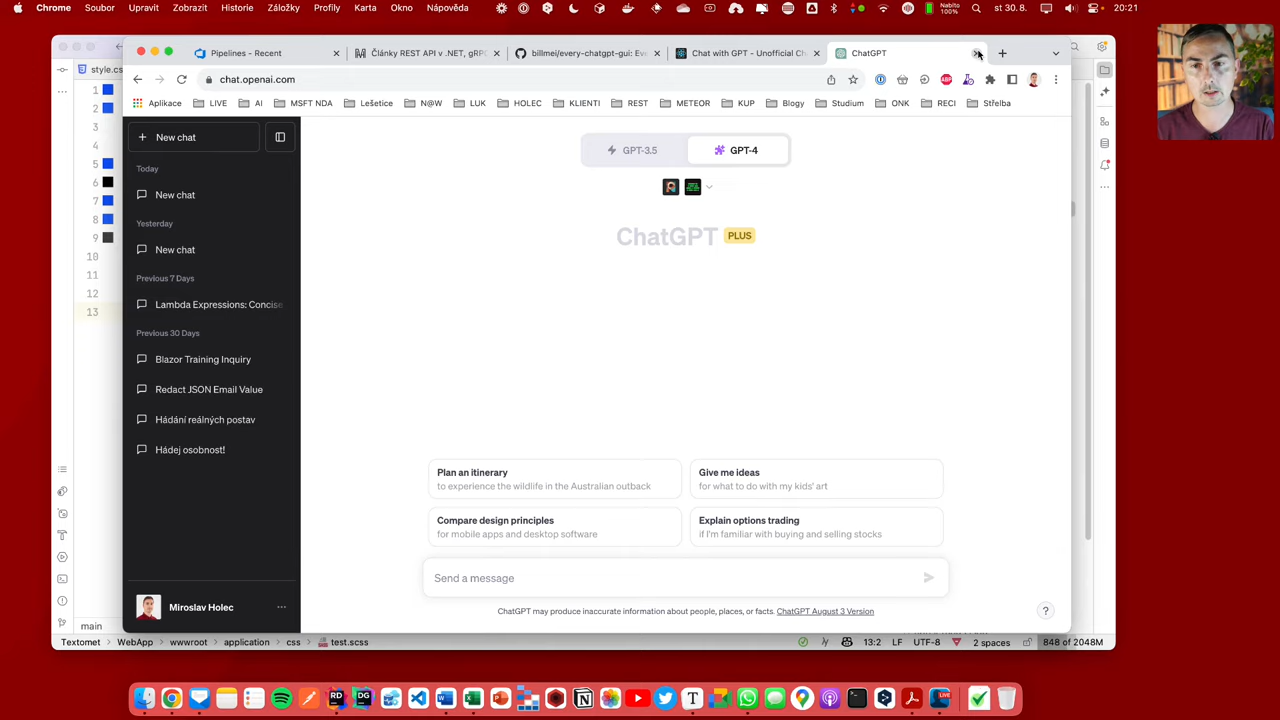 Chrome Soubor Upravit Zobrazit Historie Záložky Profily Karta Okno Nápověda Nabito 100% st 30. 8. 20:21
Pipelines - Recent Články REST API v .NET, gRPC billmei/every-chatgpt-gui: Eve Chat with GPT - Unofficial Ch ChatGPT
style.cs
chat.openai.com
Aplikace LIVE AI MSFT NDA Lešetice N@W LUK HOLEC KLIENTI REST METEOR KUP Blogy Studium ONK RECI Střelba
1
2
3
4
5
6
7
8
9
10
11
12
13
New chat
Today
New chat
Yesterday
New chat
Previous 7 Days
Lambda Expressions: Concise
Previous 30 Days
Blazor Training Inquiry
Redact JSON Email Value
Hádání reálných postav
Hádej osobnost!
Miroslav Holec
GPT-3.5 GPT-4
ChatGPT PLUS
Plan an itinerary
to experience the wildlife in the Australian outback
Give me ideas
for what to do with my kids' art
Compare design principles
for mobile apps and desktop software
Explain options trading
if I'm familiar with buying and selling stocks
Send a message
ChatGPT may produce inaccurate information about people, places, or facts. ChatGPT August 3 Version
?
main
Textomet WebApp wwwroot application css test.scss 13:2 LF UTF-8 2 spaces 848 of 2048M